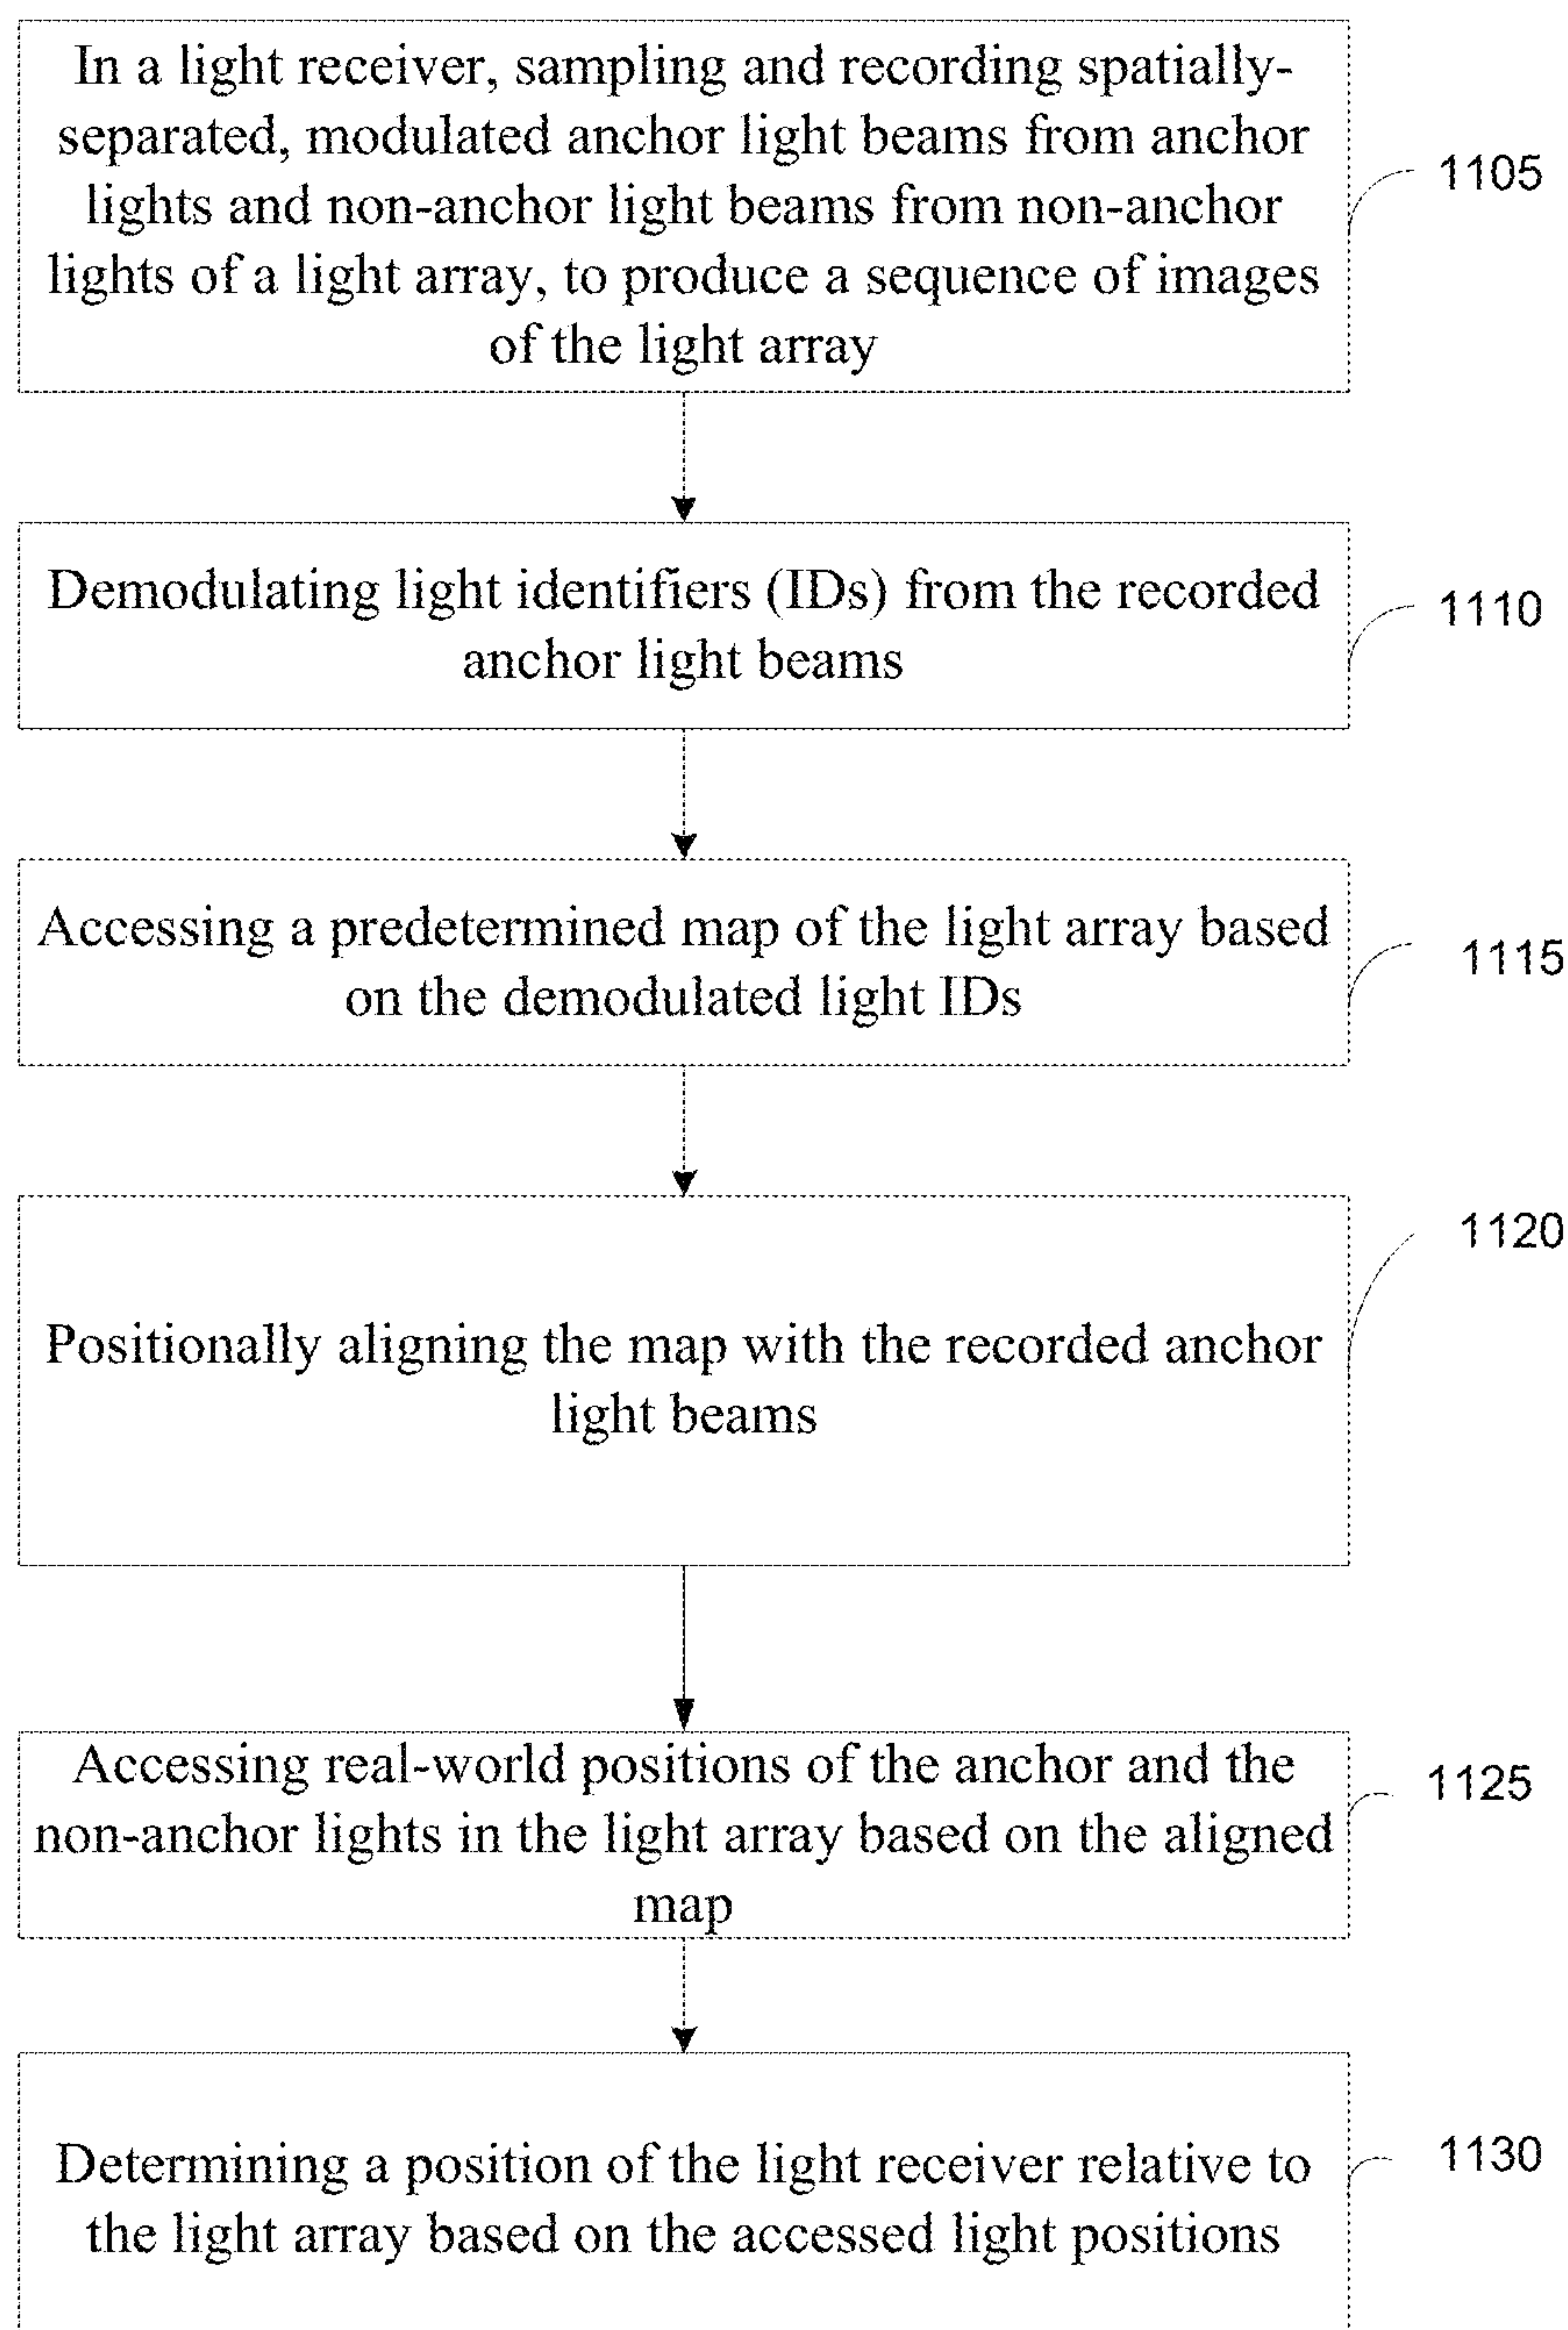 In a light receiver, sampling and recording spatially-
separated, modulated anchor light beams from anchor
lights and non-anchor light beams from non-anchor
lights of a light array, to produce a sequence of images
of the light array
1105
Demodulating light identifiers (IDs) from the recorded
anchor light beams
1110
Accessing a predetermined map of the light array based
on the demodulated light IDs
1115
Positionally aligning the map with the recorded anchor
light beams
1120
Accessing real-world positions of the anchor and the
non-anchor lights in the light array based on the aligned
map
1125
Determining a position of the light receiver relative to
the light array based on the accessed light positions
1130